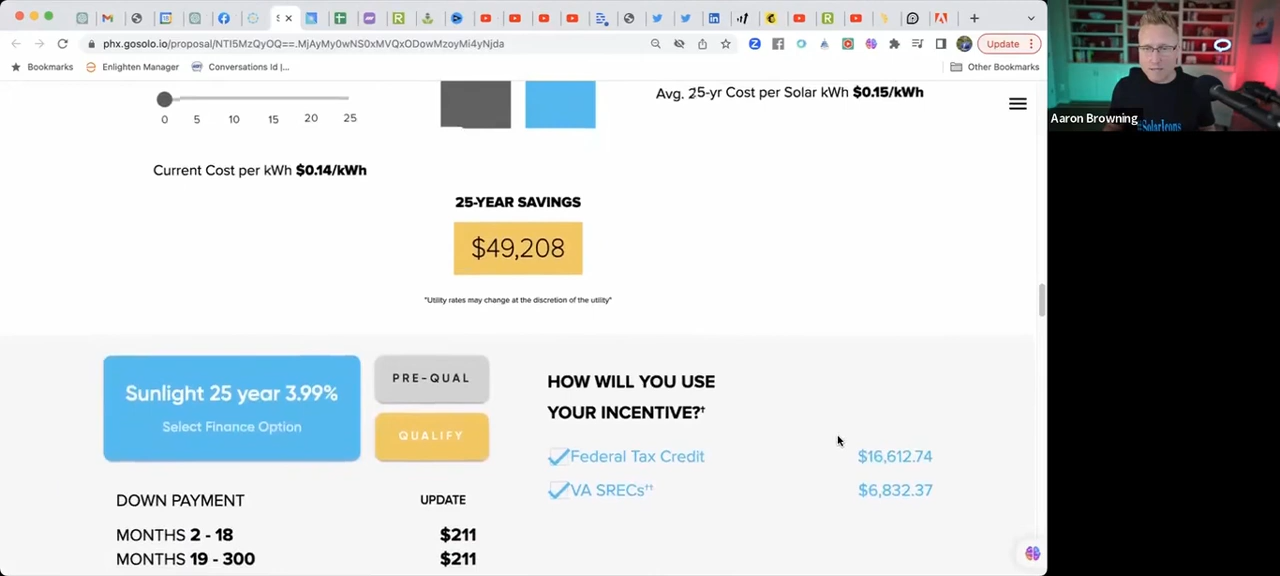 S
Update
phx.gosolo.io/proposal/NTI5MzQyOQ==.MjAyMy0wNS0xMVQxODowMzoyMi4yNjda
Bookmarks
Enlighten Manager
Conversations Id |...
Other Bookmarks
Avg. 25-yr Cost per Solar kWh $0.15/kWh
0 5 10 15 20 25
Current Cost per kWh $0.14/kWh
25-YEAR SAVINGS
$49,208
"Utility rates may change at the discretion of the utility"
Sunlight 25 year 3.99%
Select Finance Option
PRE-QUAL
QUALIFY
HOW WILL YOU USE
YOUR INCENTIVE?†
Federal Tax Credit $16,612.74
VA SRECs†† $6,832.37
DOWN PAYMENT UPDATE
MONTHS 2 - 18 $211
MONTHS 19 - 300 $211
Aaron Browning
#SolarIcons